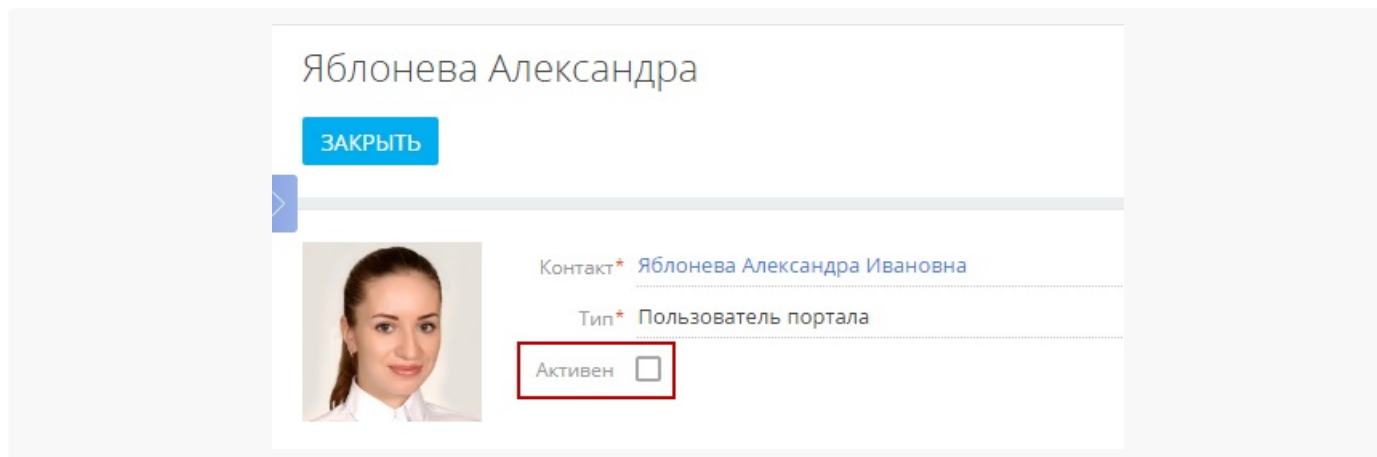 Яблонева Александра
ЗАКРЫТЬ
Контакт* Яблонева Александра Ивановна
Тип* Пользователь портала
Активен